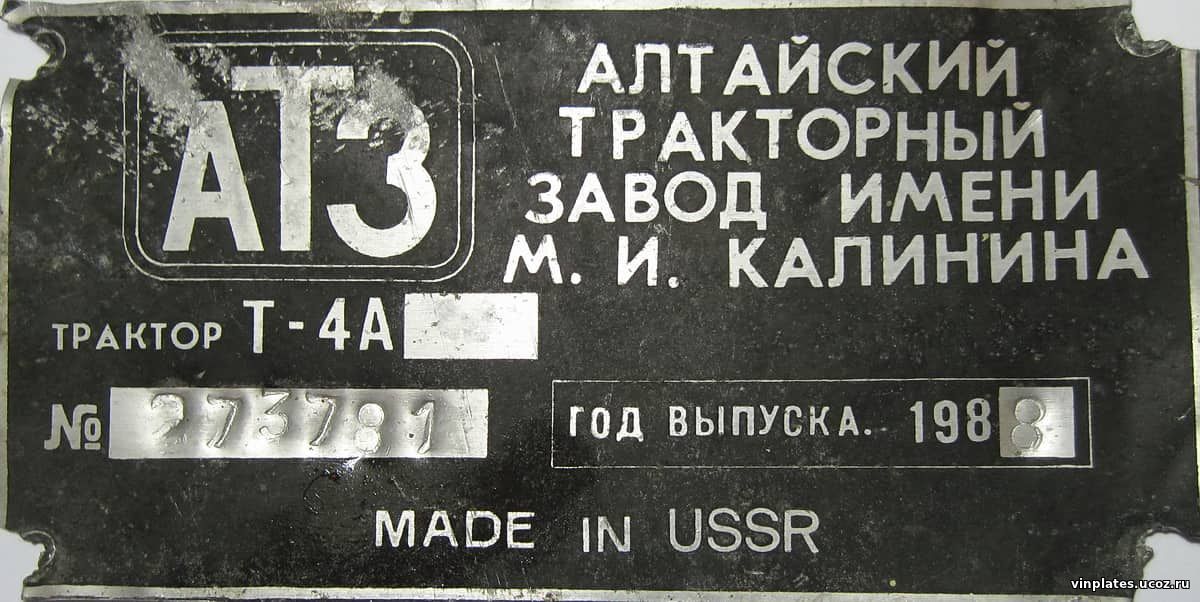 АТЗ
АЛТАЙСКИЙ
ТРАКТОРНЫЙ
ЗАВОД ИМЕНИ
М. И. КАЛИНИНА
ТРАКТОР Т-4А
№ 273781
ГОД ВЫПУСКА. 1988
MADE IN USSR
vinplates.ucoz.ru